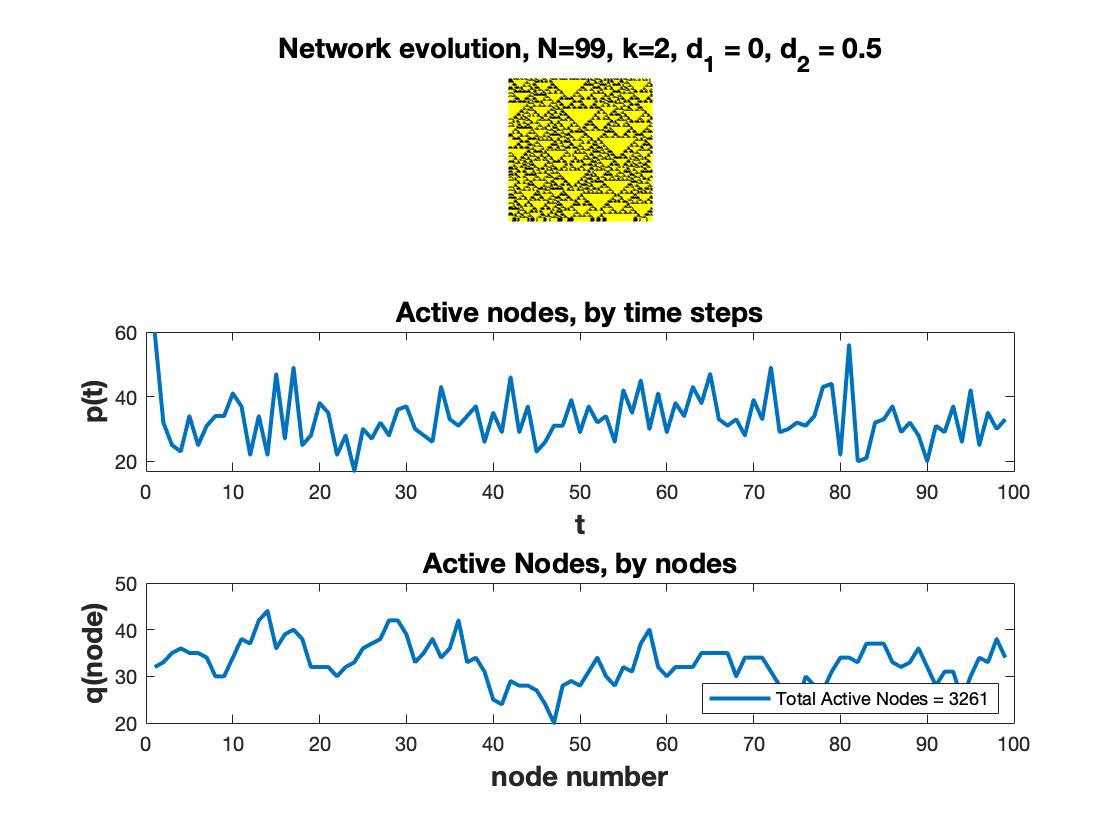 Network evolution, N=99, k=2, d1 = 0, d2 = 0.5
Active nodes, by time steps
p(t)
60
40
20
0 10 20 30 40 50 60 70 80 90 100
t
Active Nodes, by nodes
q(node)
50
40
30
20
Total Active Nodes = 3261
0 10 20 30 40 50 60 70 80 90 100
node number